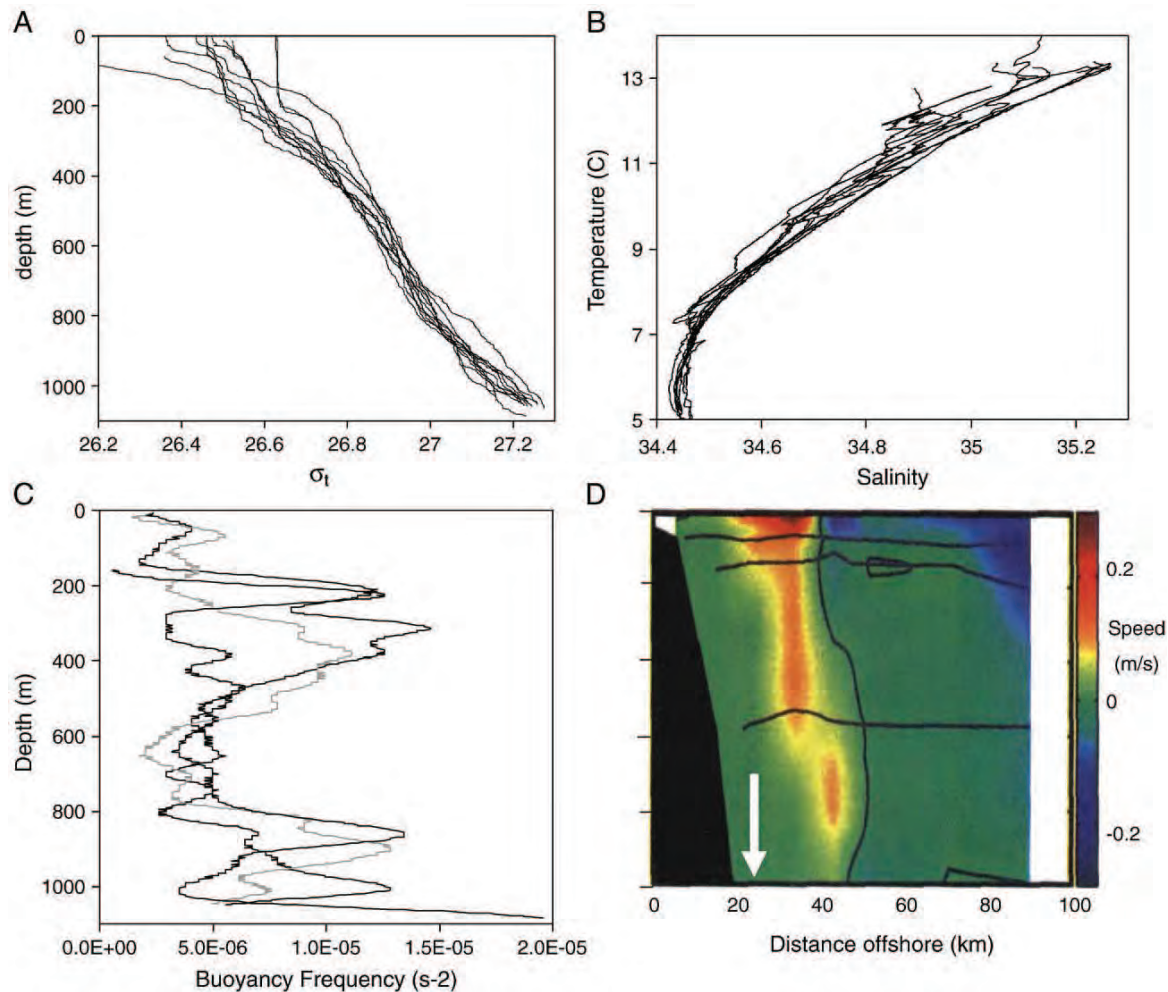 A
0
200
400
600
800
1000
depth (m)
26.2 26.4 26.6 26.8 27 27.2
σt
B
13
11
9
7
5
Temperature (C)
34.4 34.6 34.8 35 35.2
Salinity
C
0
200
400
600
800
1000
Depth (m)
0.0E+00 5.0E-06 1.0E-05 1.5E-05 2.0E-05
Buoyancy Frequency (s-2)
D
0.2
Speed
(m/s)
0
-0.2
0 20 40 60 80 100
Distance offshore (km)